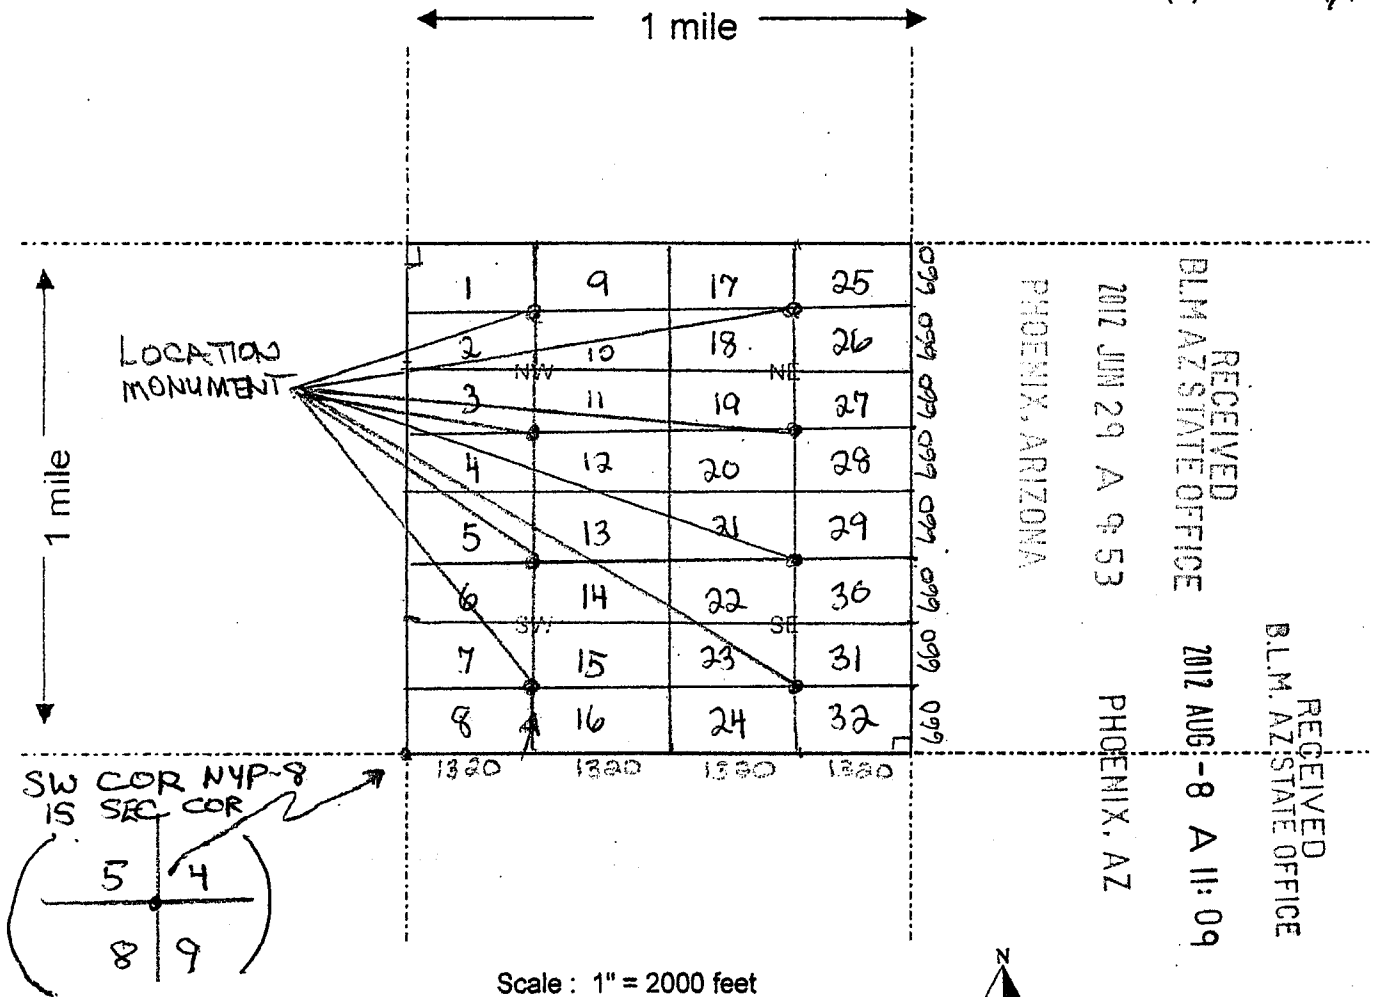 1 mile
1 9 17 25 660
2 10 18 26 660
NW NE
3 11 19 27 660
4 12 20 28 660
5 13 21 29 660
6 14 22 30 660
SW SE
7 15 23 31 660
8 16 24 32 660
1320 1320 1320 1320
LOCATION
MONUMENT
1 mile
SW COR NYP-8
IS SEC COR
5 4
8 9
Scale : 1" = 2000 feet
N
RECEIVED
BLM AZ STATE OFFICE
2012 JUN 29 A 9:53
PHOENIX, ARIZONA
RECEIVED
B.L.M. AZ STATE OFFICE
2012 AUG -8 A 11:09
PHOENIX, AZ